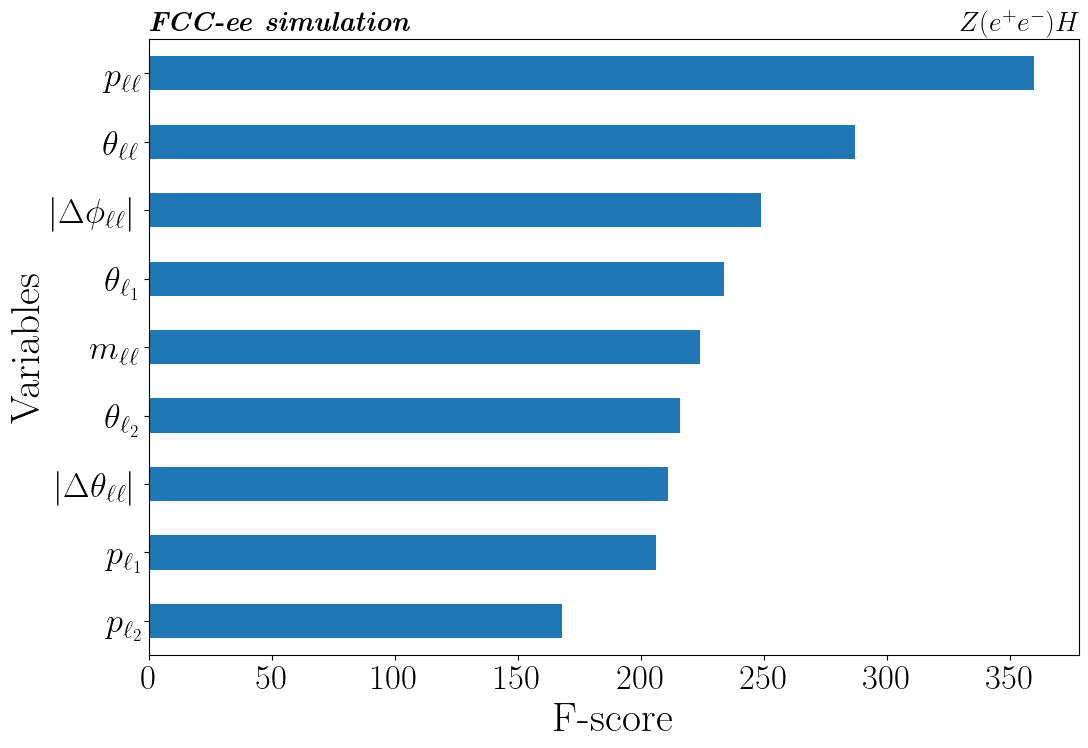 FCC-ee simulation
Z(e⁺e⁻)H
p_ℓℓ
θ_ℓℓ
|Δϕ_ℓℓ|
θ_ℓ₁
m_ℓℓ
θ_ℓ₂
|Δθ_ℓℓ|
p_ℓ₁
p_ℓ₂
Variables
0 50 100 150 200 250 300 350
F-score